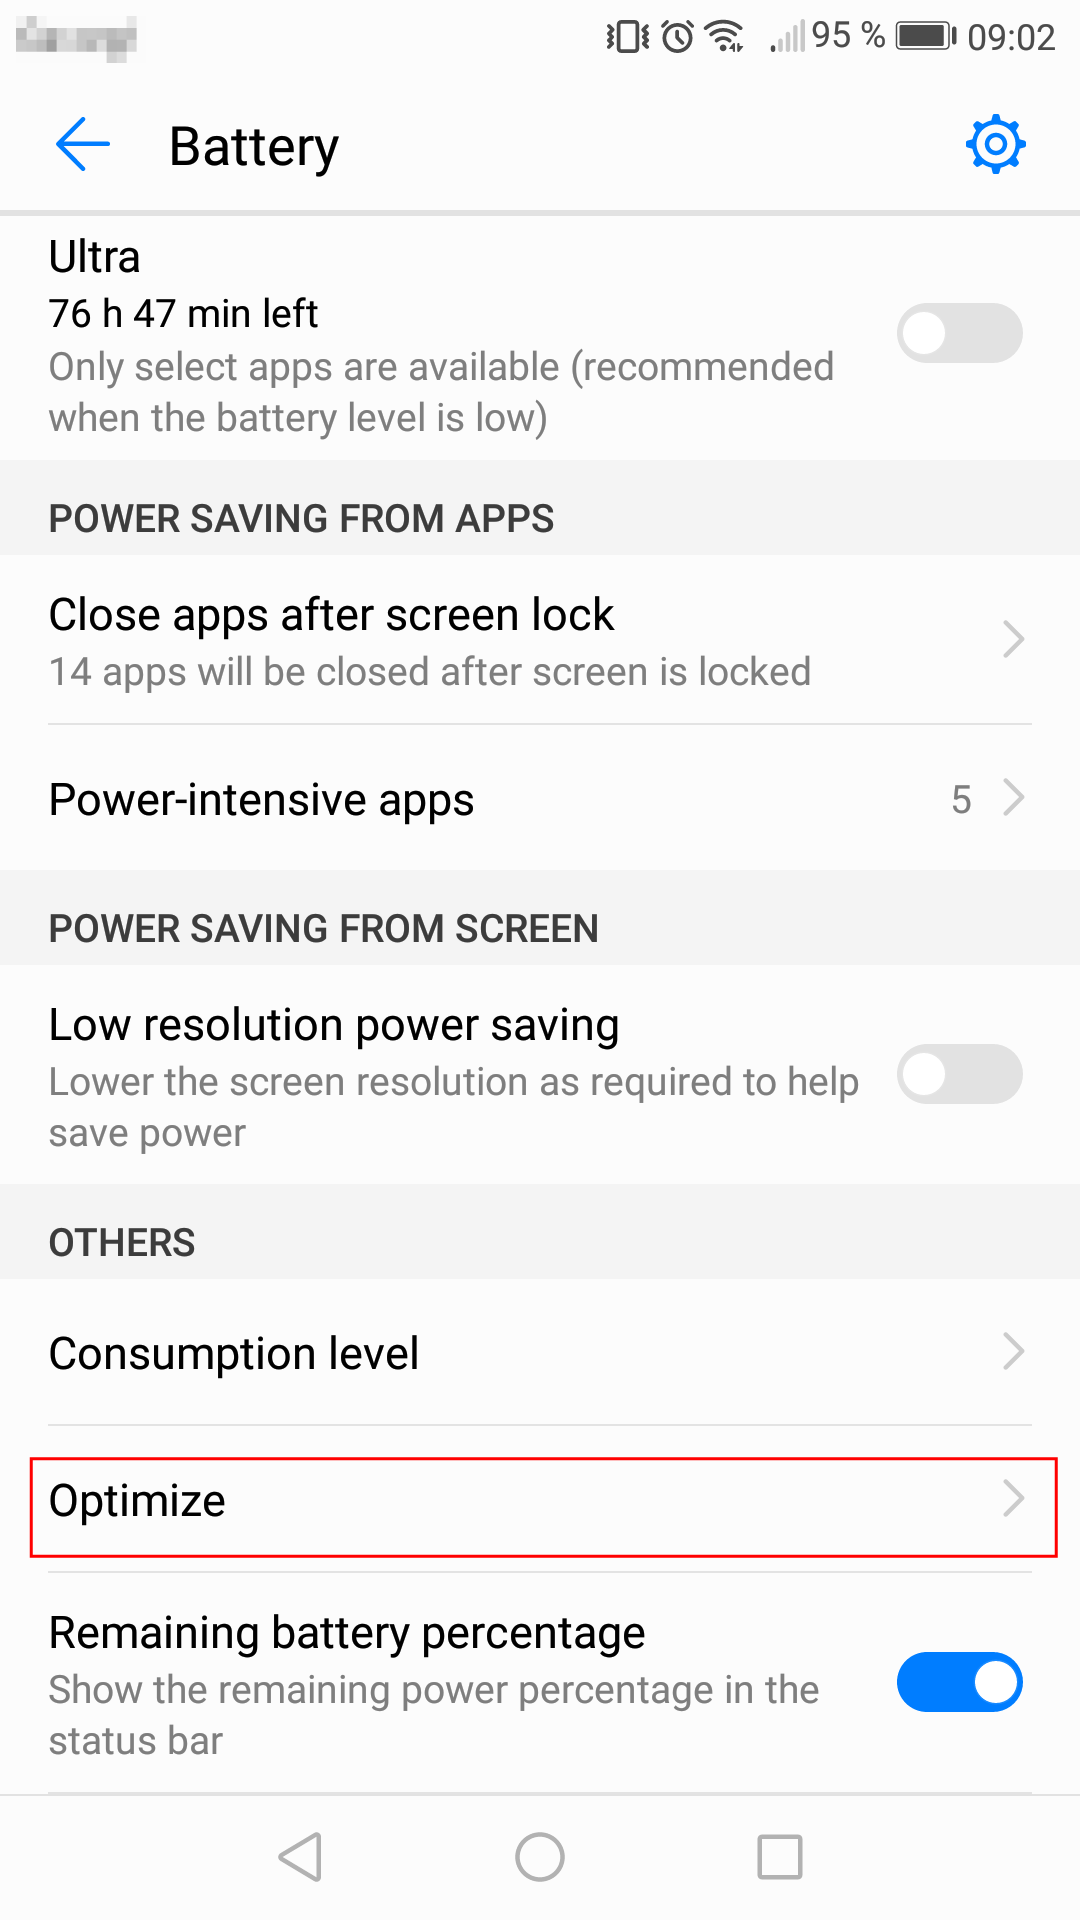 95 % 09:02
Battery
Ultra
76 h 47 min left
Only select apps are available (recommended
when the battery level is low)
POWER SAVING FROM APPS
Close apps after screen lock
14 apps will be closed after screen is locked
Power-intensive apps 5
POWER SAVING FROM SCREEN
Low resolution power saving
Lower the screen resolution as required to help
save power
OTHERS
Consumption level
Optimize
Remaining battery percentage
Show the remaining power percentage in the
status bar